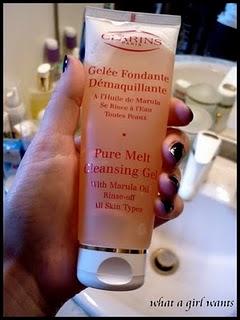 CLARINS
PARIS
Gelée Fondante
Démaquillante
A l'Huile de Marula
Se Rince à l'Eau
Toutes Peaux
Pure Melt
Cleansing Gel
With Marula Oil
Rinse-off
All Skin Types
what a girl wants